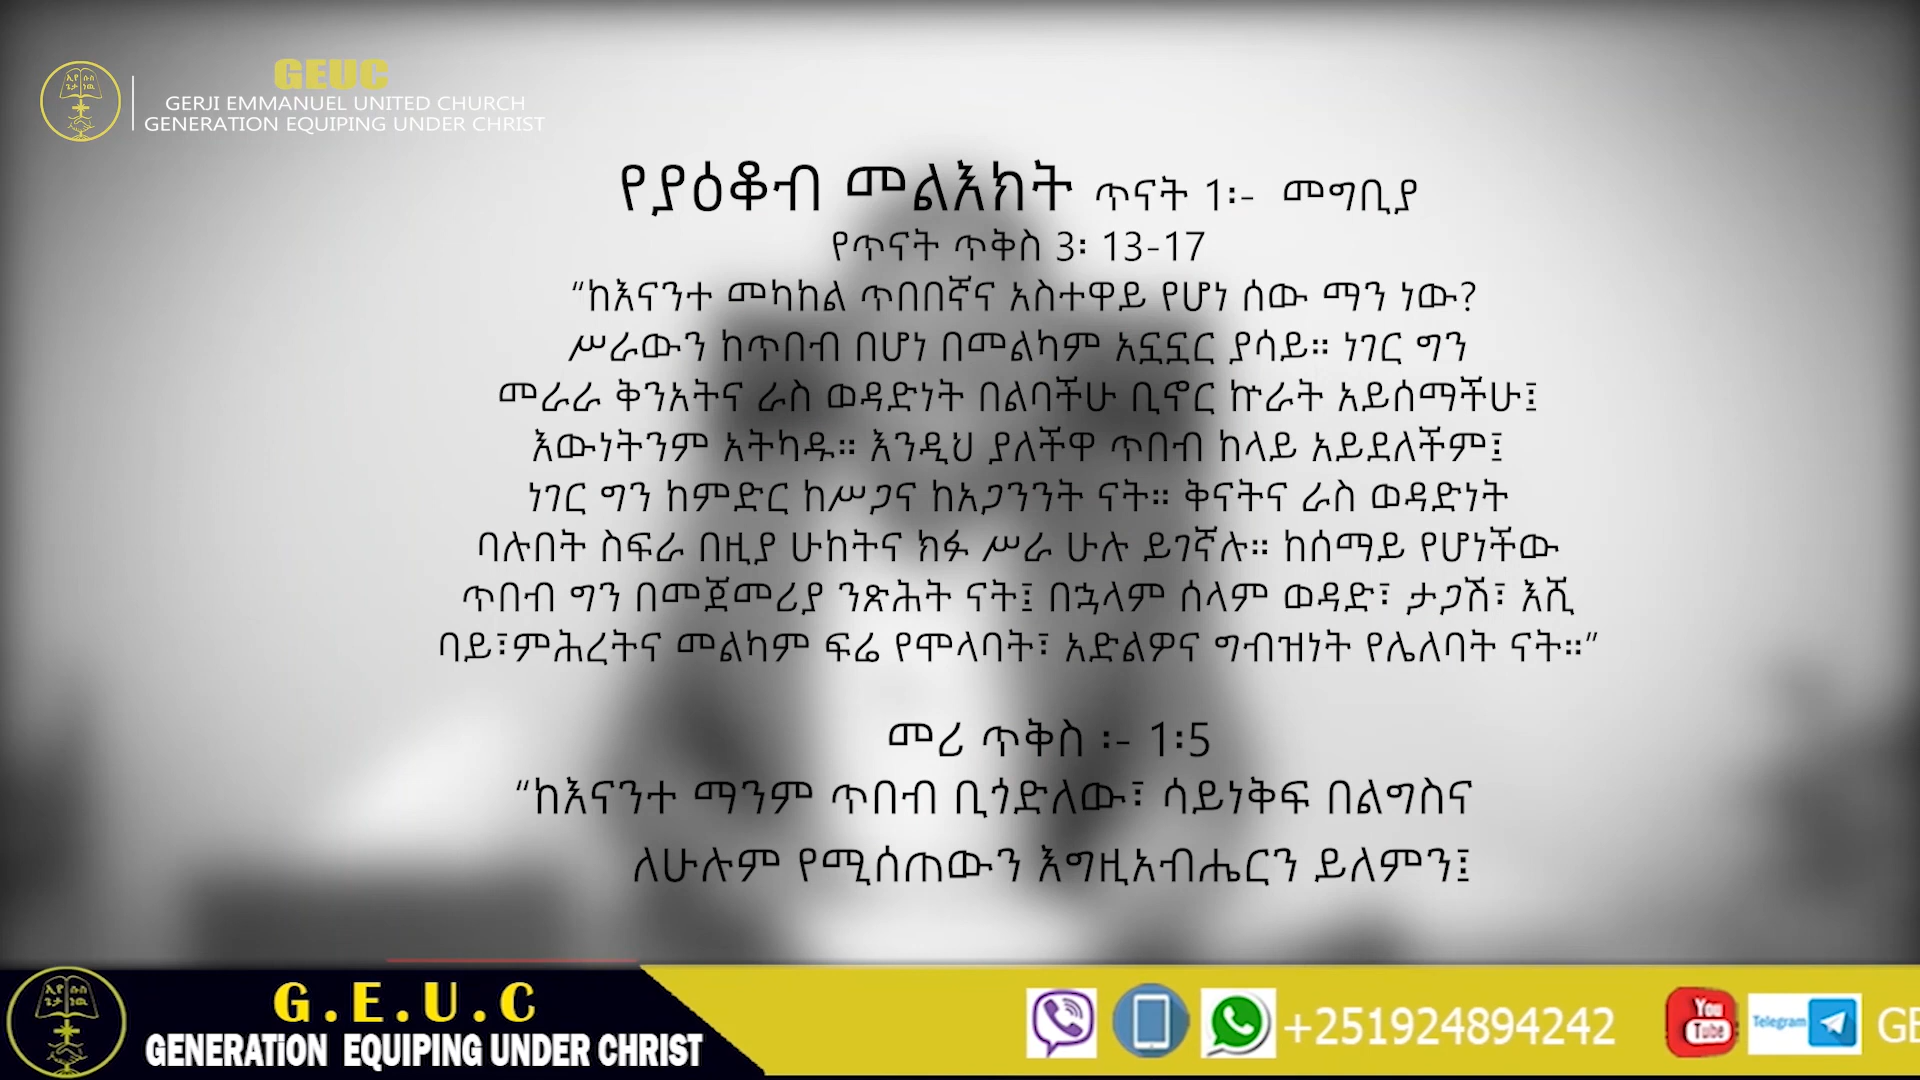 GEUC
GERJI EMMANUEL UNITED CHURCH
GENERATION EQUIPING UNDER CHRIST
የያዕቆብ መልእክት ጥናት 1፡- መግቢያ
የጥናት ጥቅስ 3፡ 13-17
“ከእናንተ መካከል ጥበበኛና አስተዋይ የሆነ ሰው ማን ነው?
ሥራውን ከጥበብ በሆነ በመልካም አኗኗር ያሳይ። ነገር ግን
መራራ ቅንአትና ራስ ወዳድነት በልባችሁ ቢኖር ኵራት አይሰማችሁ፤
እውነትንም አትካዱ። እንዲህ ያለችዋ ጥበብ ከላይ አይደለችም፤
ነገር ግን ከምድር ከሥጋና ከአጋንንት ናት። ቅናትና ራስ ወዳድነት
ባሉበት ስፍራ በዚያ ሁከትና ክፉ ሥራ ሁሉ ይገኛሉ። ከሰማይ የሆነችው
ጥበብ ግን በመጀመሪያ ንጽሕት ናት፤ በኋላም ሰላም ወዳድ፣ ታጋሽ፣ እሺ
ባይ፣ምሕረትና መልካም ፍሬ የሞላባት፣ አድልዎና ግብዝነት የሌለባት ናት።”
መሪ ጥቅስ ፡- 1፡5
“ከእናንተ ማንም ጥበብ ቢጎድለው፣ ሳይነቅፍ በልግስና
ለሁሉም የሚሰጠውን እግዚአብሔርን ይለምን፤
G.E.U.C
GENERATiON EQUIPING UNDER CHRIST
+251924894242
You Tube
Telegram
GE